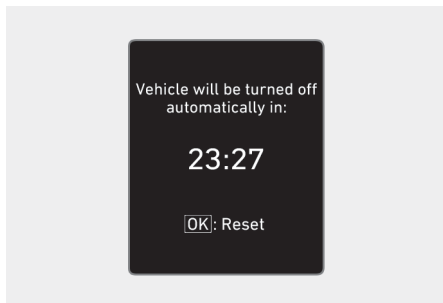 Vehicle will be turned off
automatically in:
23:27
OK: Reset